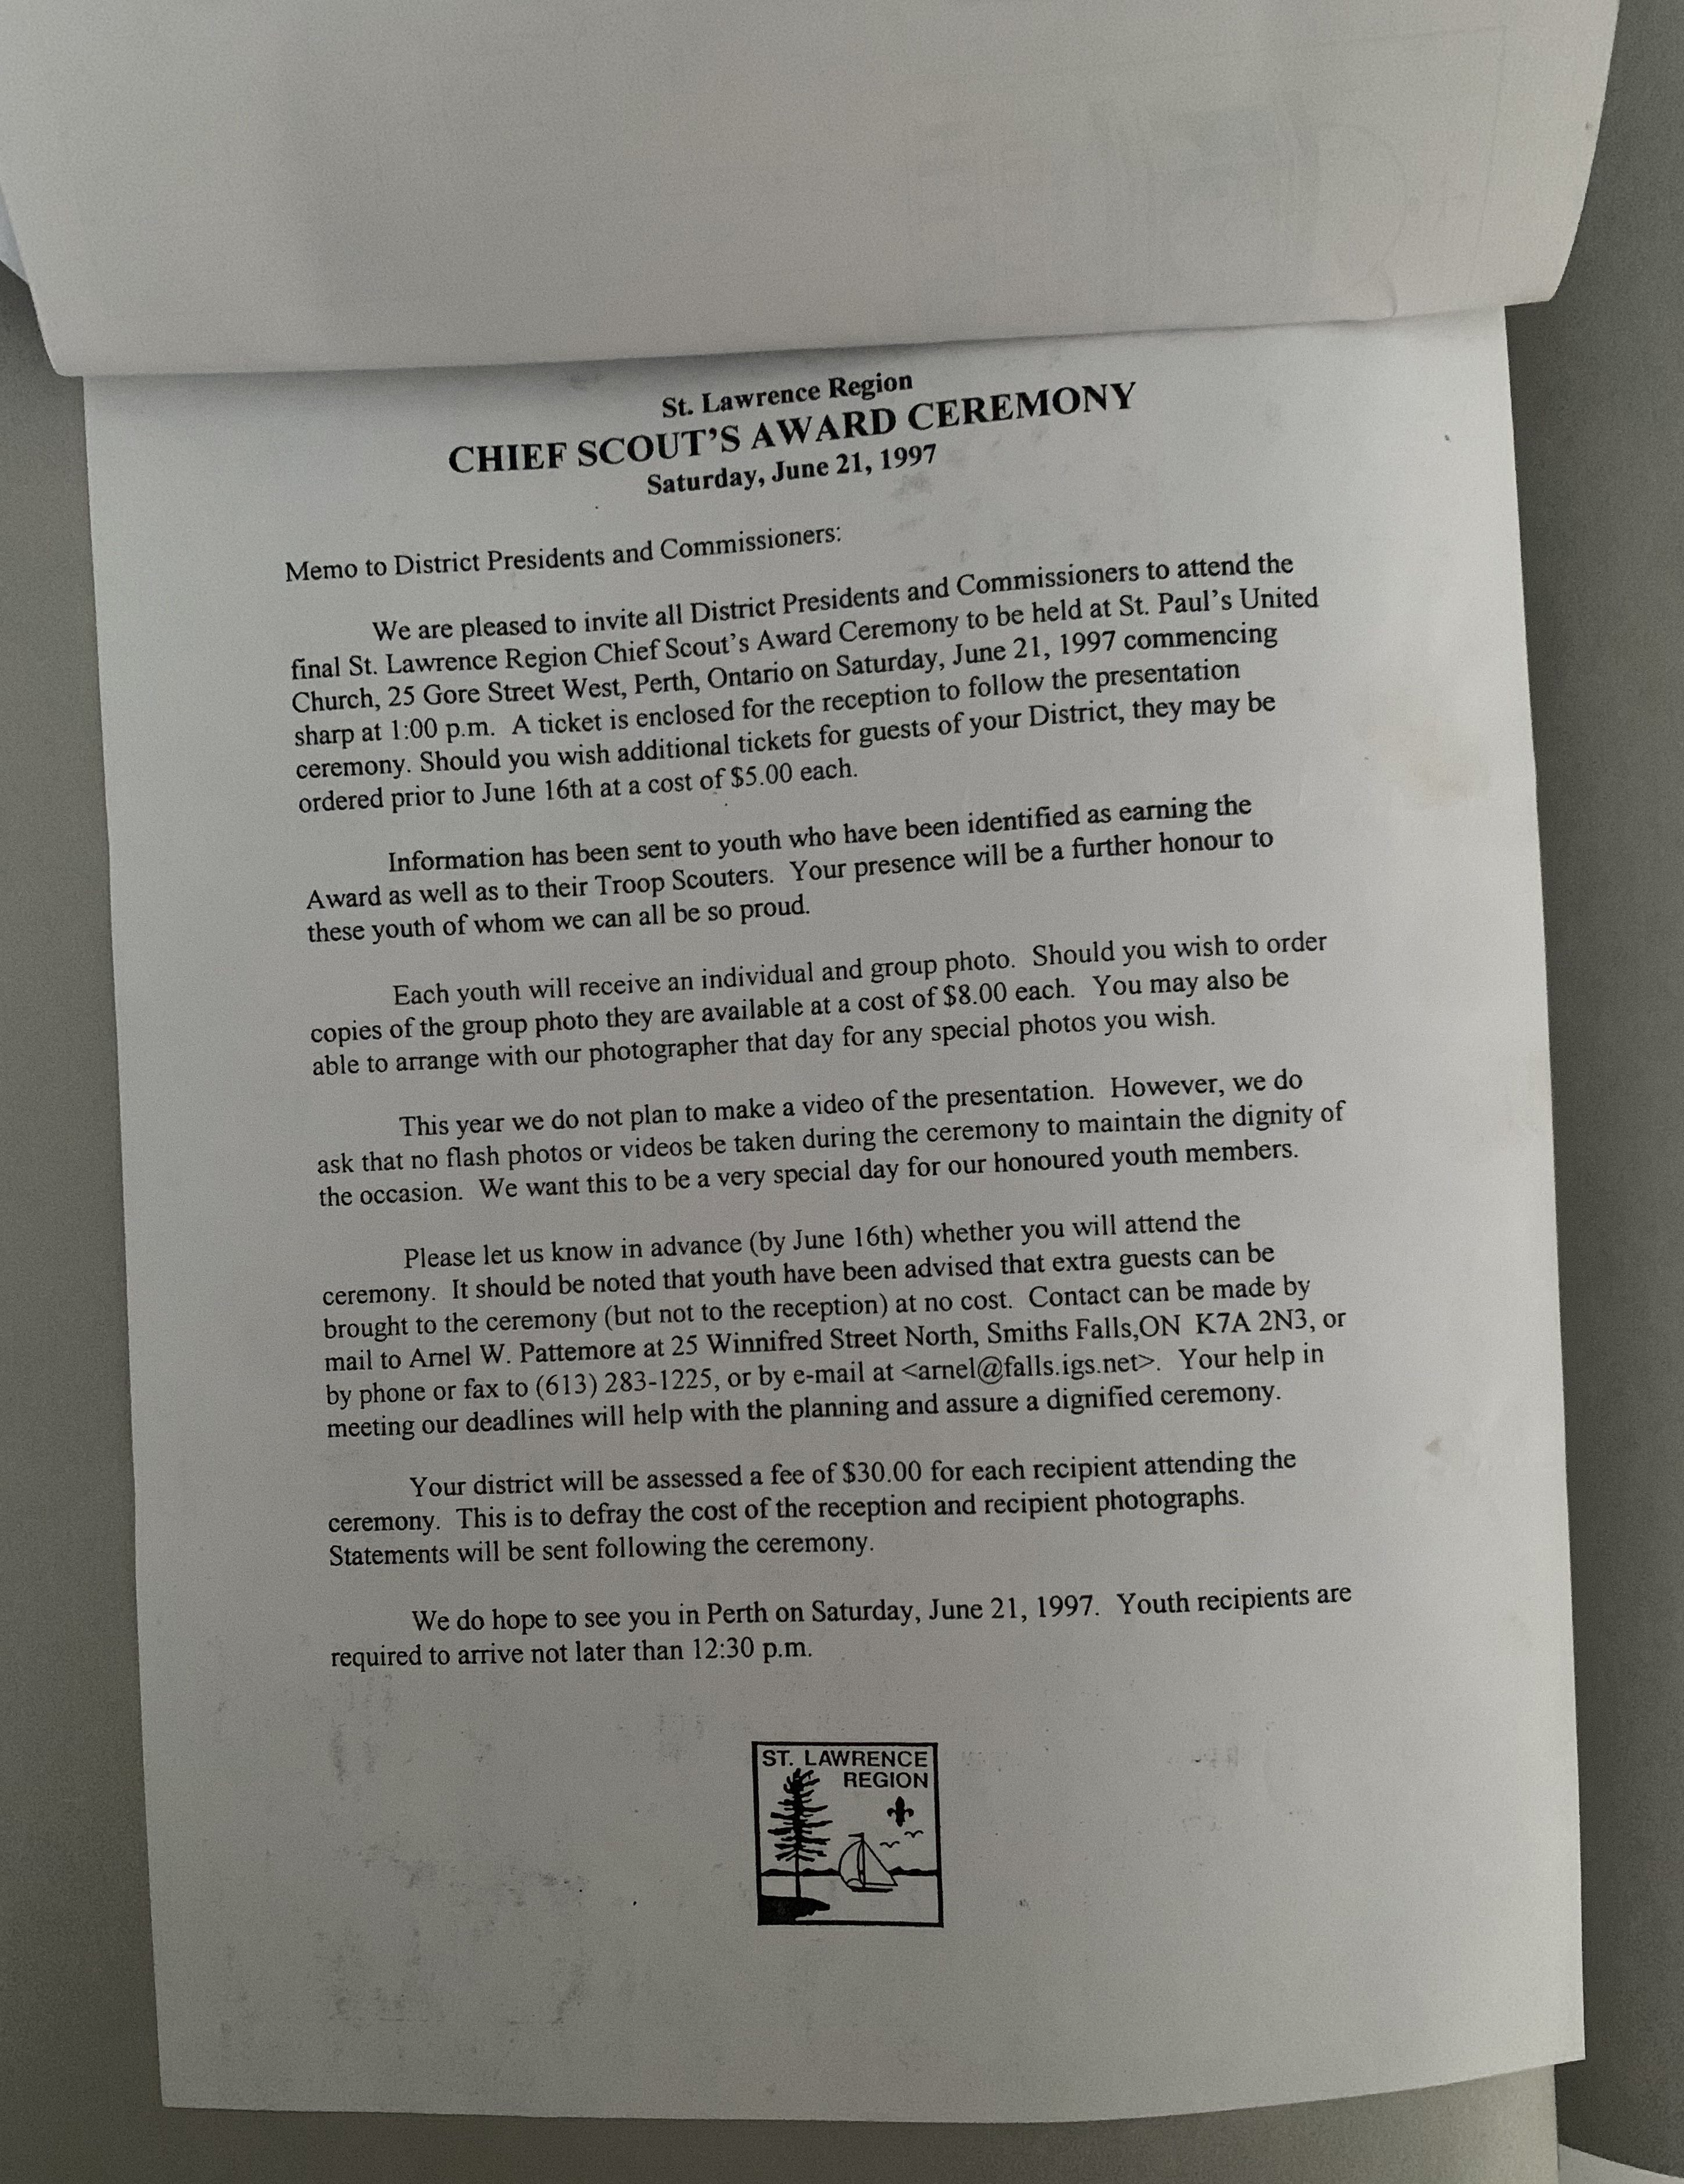 St. Lawrence Region
CHIEF SCOUT'S AWARD CEREMONY
Saturday, June 21, 1997
Memo to District Presidents and Commissioners:
We are pleased to invite all District Presidents and Commissioners to attend the
final St. Lawrence Region Chief Scout's Award Ceremony to be held at St. Paul's United
Church, 25 Gore Street West, Perth, Ontario on Saturday, June 21, 1997 commencing
sharp at 1:00 p.m.  A ticket is enclosed for the reception to follow the presentation
ceremony. Should you wish additional tickets for guests of your District, they may be
ordered prior to June 16th at a cost of $5.00 each.
Information has been sent to youth who have been identified as earning the
Award as well as to their Troop Scouters.  Your presence will be a further honour to
these youth of whom we can all be so proud.
Each youth will receive an individual and group photo.  Should you wish to order
copies of the group photo they are available at a cost of $8.00 each.  You may also be
able to arrange with our photographer that day for any special photos you wish.
This year we do not plan to make a video of the presentation.  However, we do
ask that no flash photos or videos be taken during the ceremony to maintain the dignity of
the occasion.  We want this to be a very special day for our honoured youth members.
Please let us know in advance (by June 16th) whether you will attend the
ceremony.  It should be noted that youth have been advised that extra guests can be
brought to the ceremony (but not to the reception) at no cost.  Contact can be made by
mail to Arnel W. Pattemore at 25 Winnifred Street North, Smiths Falls,ON  K7A 2N3, or
by phone or fax to (613) 283-1225, or by e-mail at <arnel@falls.igs.net>.  Your help in
meeting our deadlines will help with the planning and assure a dignified ceremony.
Your district will be assessed a fee of $30.00 for each recipient attending the
ceremony.  This is to defray the cost of the reception and recipient photographs.
Statements will be sent following the ceremony.
We do hope to see you in Perth on Saturday, June 21, 1997.  Youth recipients are
required to arrive not later than 12:30 p.m.
ST. LAWRENCE
REGION